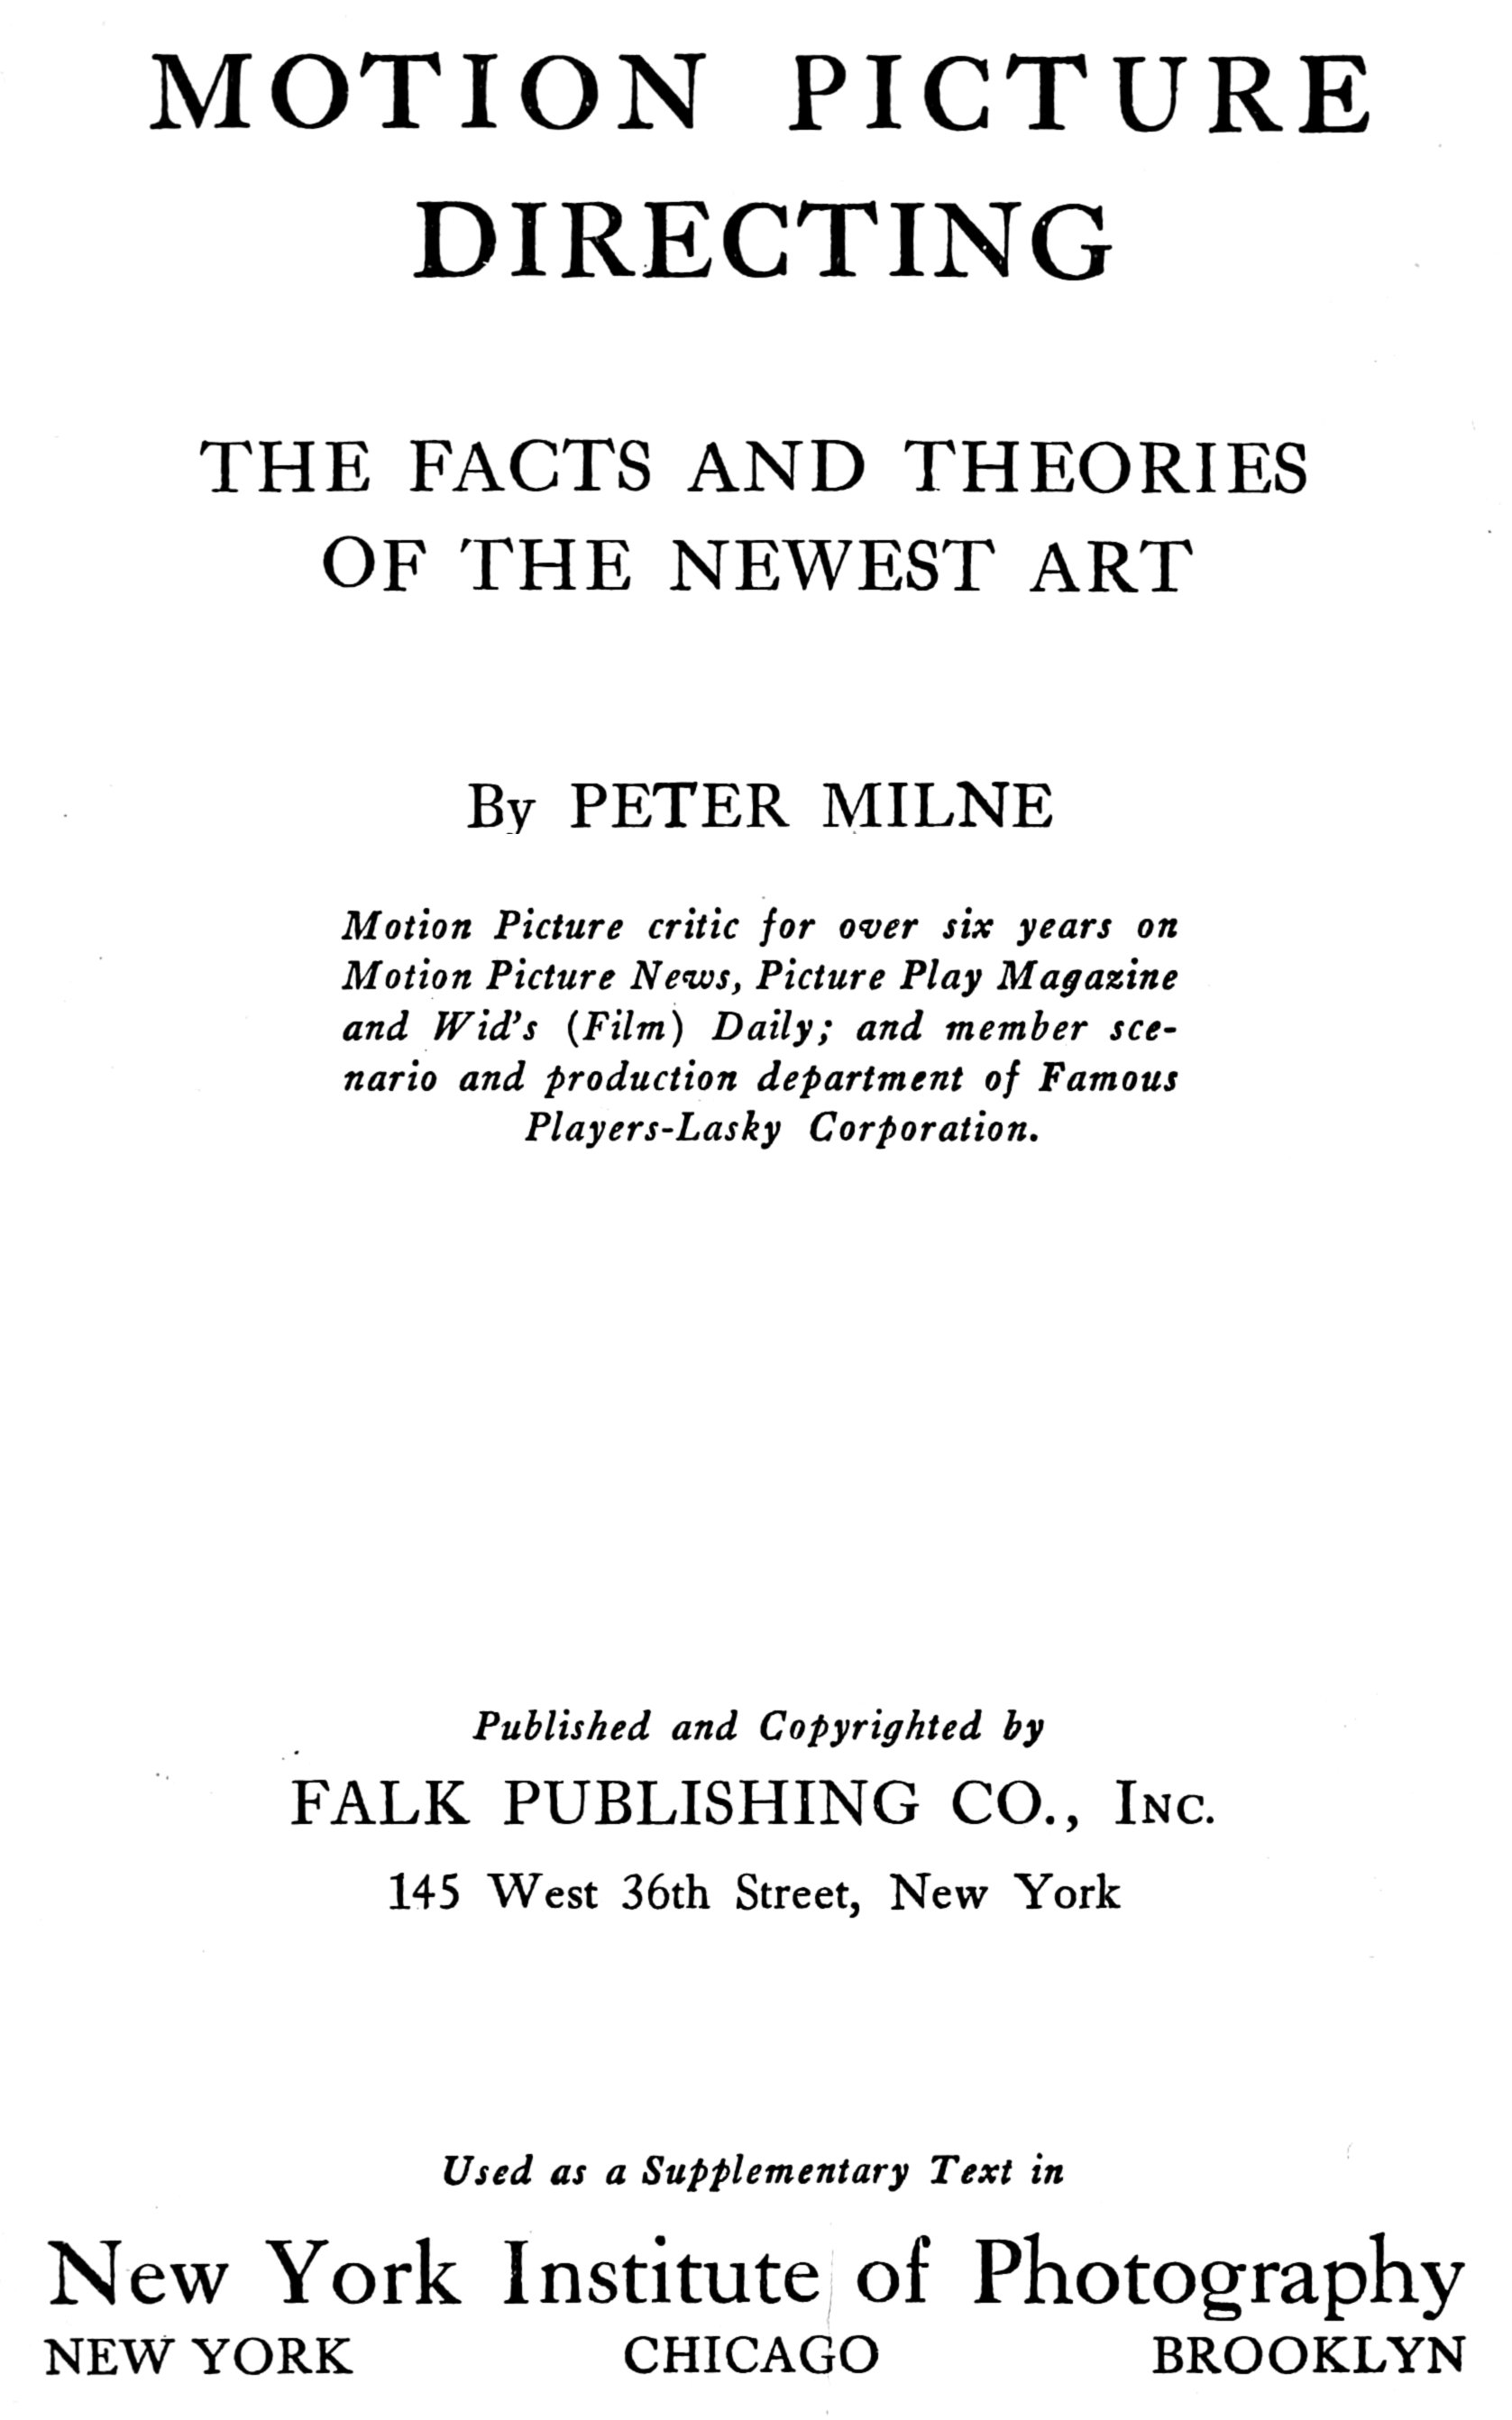 MOTION PICTURE
DIRECTING
THE FACTS AND THEORIES
OF THE NEWEST ART
By PETER MILNE
Motion Picture critic for over six years on
Motion Picture News, Picture Play Magazine
and Wid's (Film) Daily; and member sce-
nario and production department of Famous
Players-Lasky Corporation.
Published and Copyrighted by
FALK PUBLISHING CO., INC.
145 West 36th Street, New York
Used as a Supplementary Text in
New York Institute of Photography
NEW YORK CHICAGO BROOKLYN